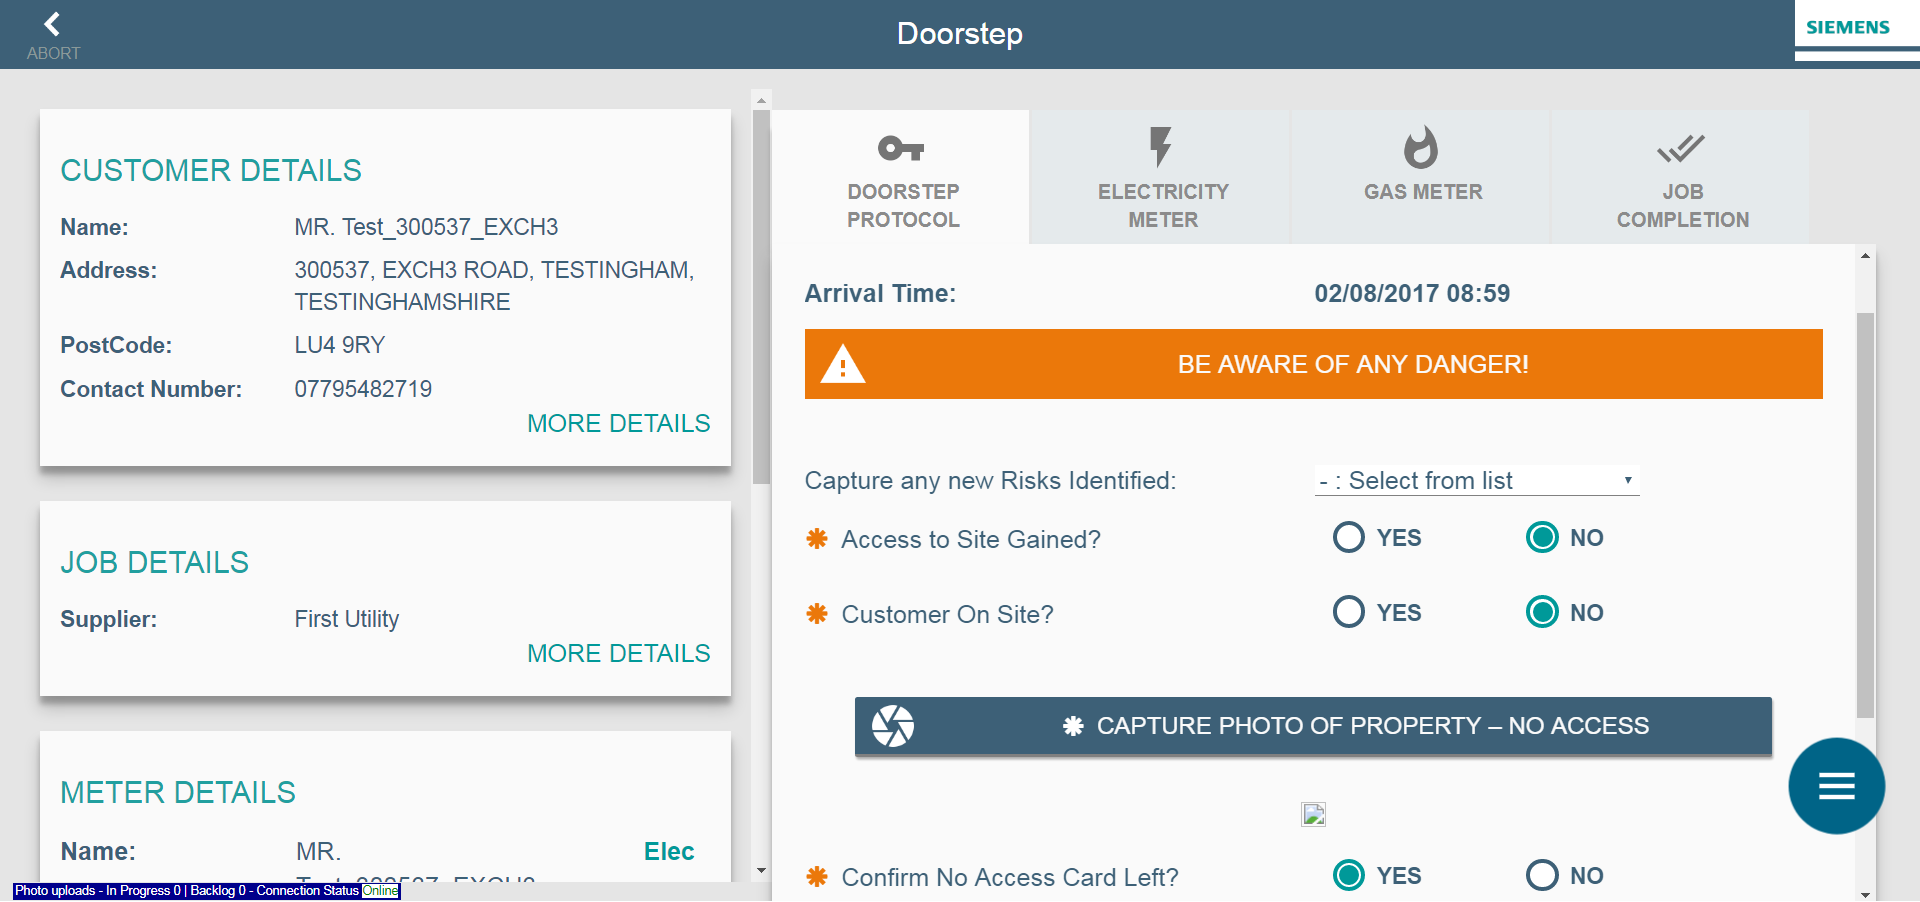 ABORT
Doorstep
SIEMENS
CUSTOMER DETAILS
Name: MR. Test_300537_EXCH3
Address: 300537, EXCH3 ROAD, TESTINGHAM,
TESTINGHAMSHIRE
PostCode: LU4 9RY
Contact Number: 07795482719
MORE DETAILS
JOB DETAILS
Supplier: First Utility
MORE DETAILS
METER DETAILS
Name: MR. Elec
Test_300537_EXCH3
Photo uploads - In Progress 0 | Backlog 0 - Connection Status Online
DOORSTEP
PROTOCOL
ELECTRICITY
METER
GAS METER
JOB
COMPLETION
Arrival Time: 02/08/2017 08:59
BE AWARE OF ANY DANGER!
Capture any new Risks Identified: - : Select from list
✱ Access to Site Gained? YES NO
✱ Customer On Site? YES NO
✱ CAPTURE PHOTO OF PROPERTY – NO ACCESS
✱ Confirm No Access Card Left? YES NO